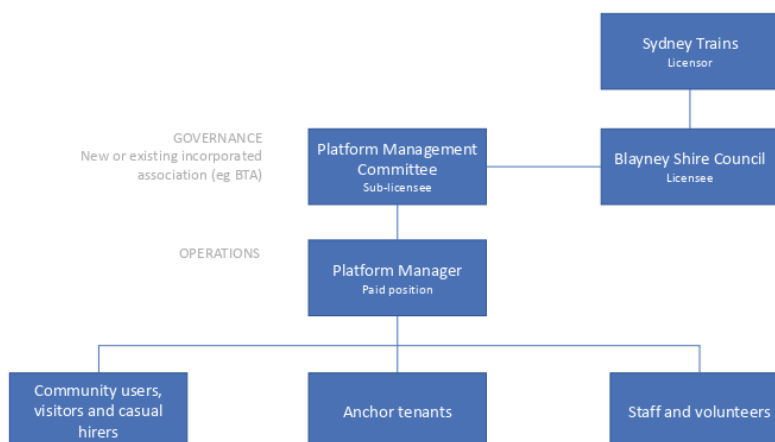 Sydney Trains
Licensor
GOVERNANCE
New or existing incorporated
association (eg BTA)
Platform Management
Committee
Sub-licensee
Blayney Shire Council
Licensee
OPERATIONS
Platform Manager
Paid position
Community users,
visitors and casual
hirers
Anchor tenants
Staff and volunteers